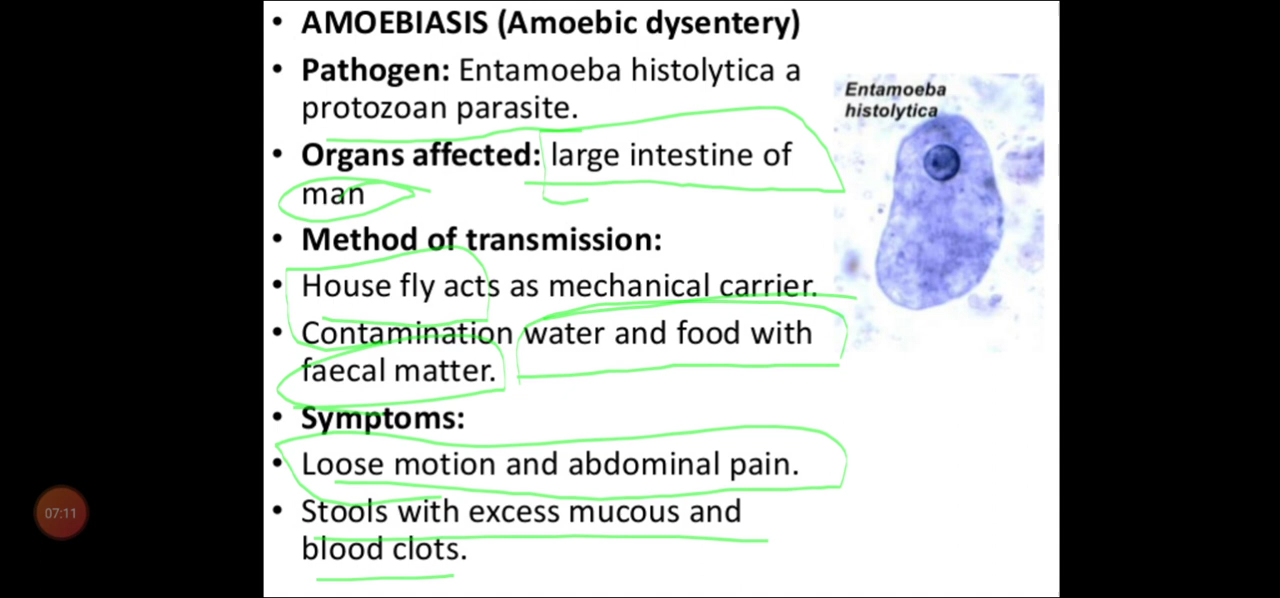 • AMOEBIASIS (Amoebic dysentery)
• Pathogen: Entamoeba histolytica a
protozoan parasite.
• Organs affected: large intestine of
man
• Method of transmission:
• House fly acts as mechanical carrier.
• Contamination water and food with
faecal matter.
• Symptoms:
• Loose motion and abdominal pain.
• Stools with excess mucous and
blood clots.
Entamoeba
histolytica
07:11